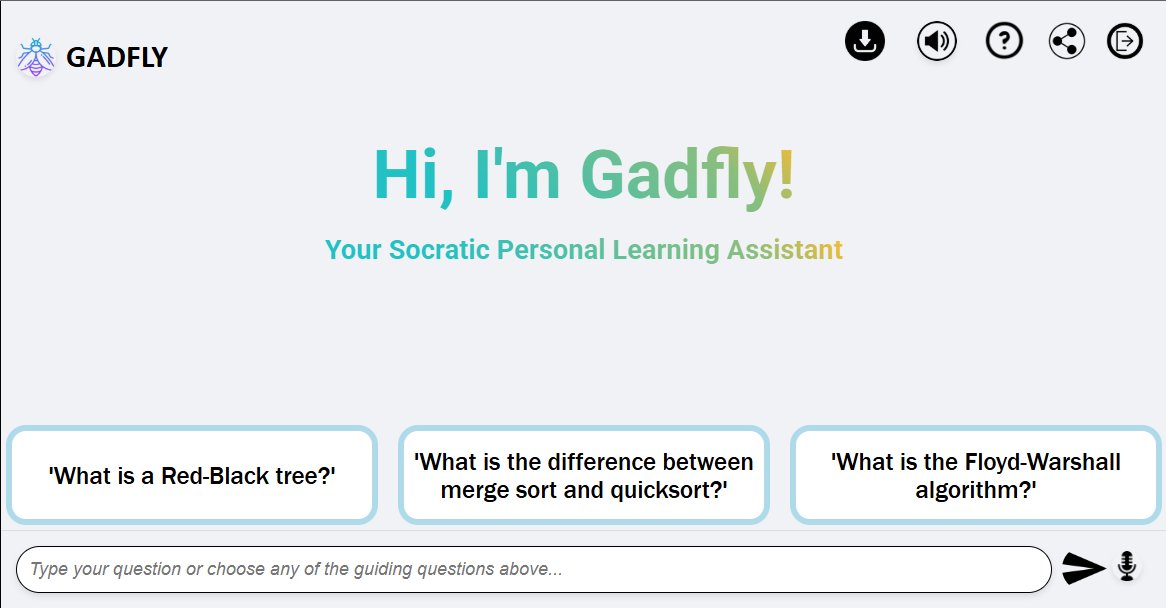 GADFLY
?
Hi, I'm Gadfly!
Your Socratic Personal Learning Assistant
'What is a Red-Black tree?'
'What is the difference between
merge sort and quicksort?'
'What is the Floyd-Warshall
algorithm?'
Type your question or choose any of the guiding questions above...